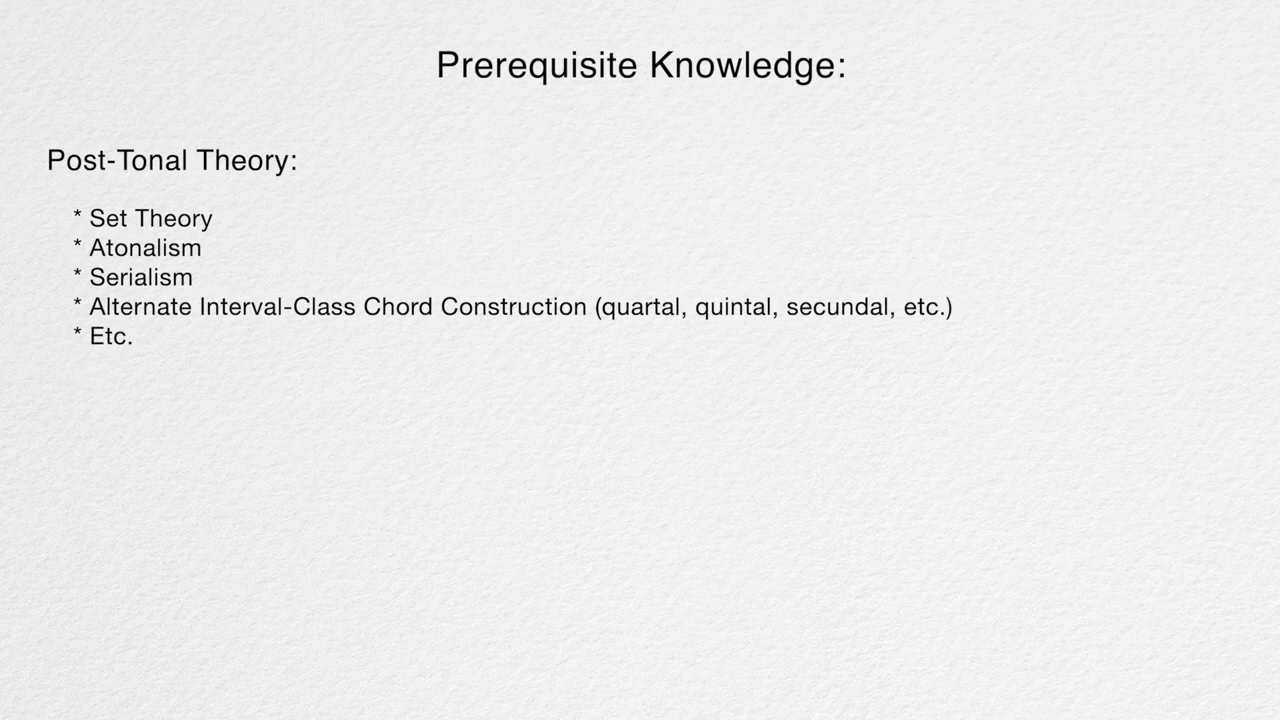 Prerequisite Knowledge:
Post-Tonal Theory:
* Set Theory
* Atonalism
* Serialism
* Alternate Interval-Class Chord Construction (quartal, quintal, secundal, etc.)
* Etc.